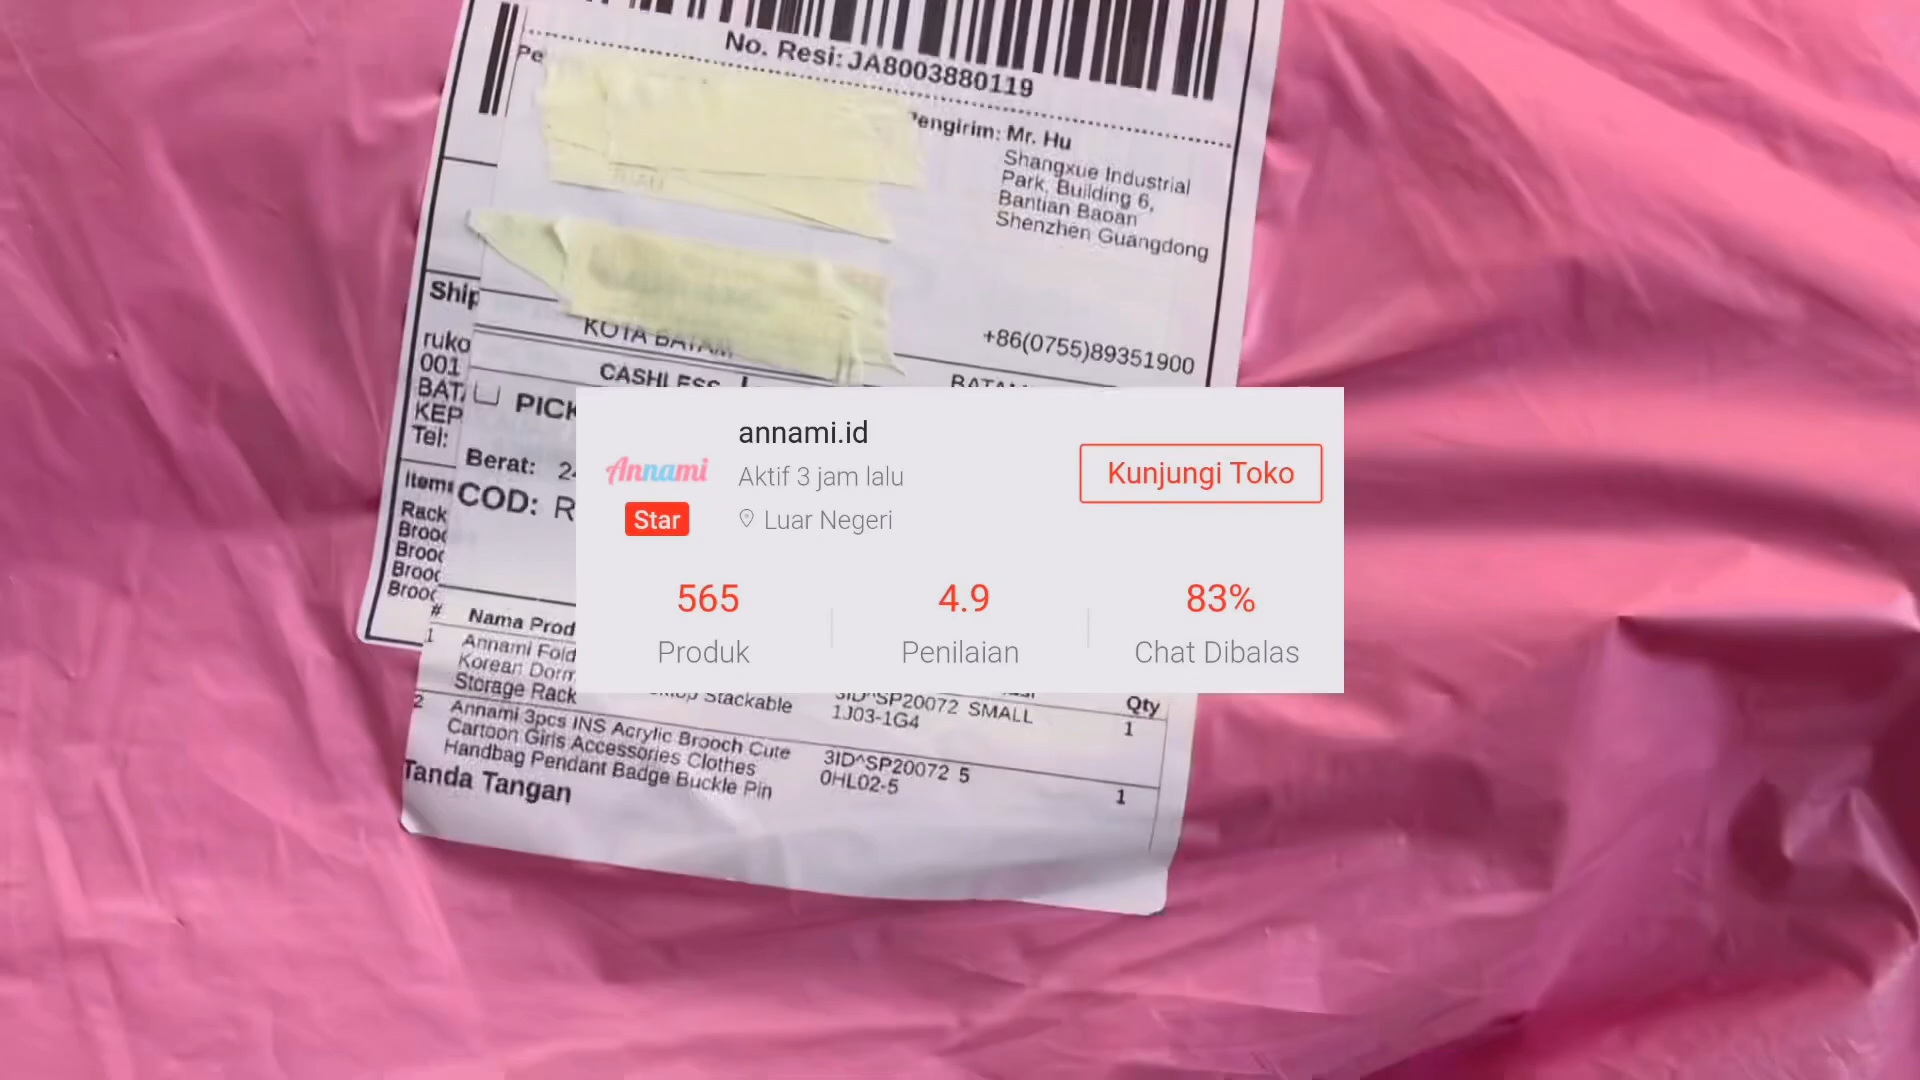 No. Resi: JA8003880119
Pengirim: Mr. Hu
Shangxue Industrial
Park, Building 6,
Bantian Baoan
Shenzhen Guangdong
+86(0755)89351900
Ship
ruko
001
KEP
Tel:
KOTA BATAM
CASHLESS
PICK
Berat:
COD:
Items
Rack
annami.id
Annami
Aktif 3 jam lalu
Kunjungi Toko
Star
Luar Negeri
565
4.9
83%
Produk
Penilaian
Chat Dibalas
# Nama Prod
1 Annami Fold
Korean Dorm
Storage Rack
Stackable
3ID^SP20072 SMALL
1J03-1G4
Qty
1
2 Annami 3pcs INS Acrylic Brooch Cute
Cartoon Girls Accessories Clothes
Handbag Pendant Badge Buckle Pin
3ID^SP20072 5
0HL02-5
1
Tanda Tangan